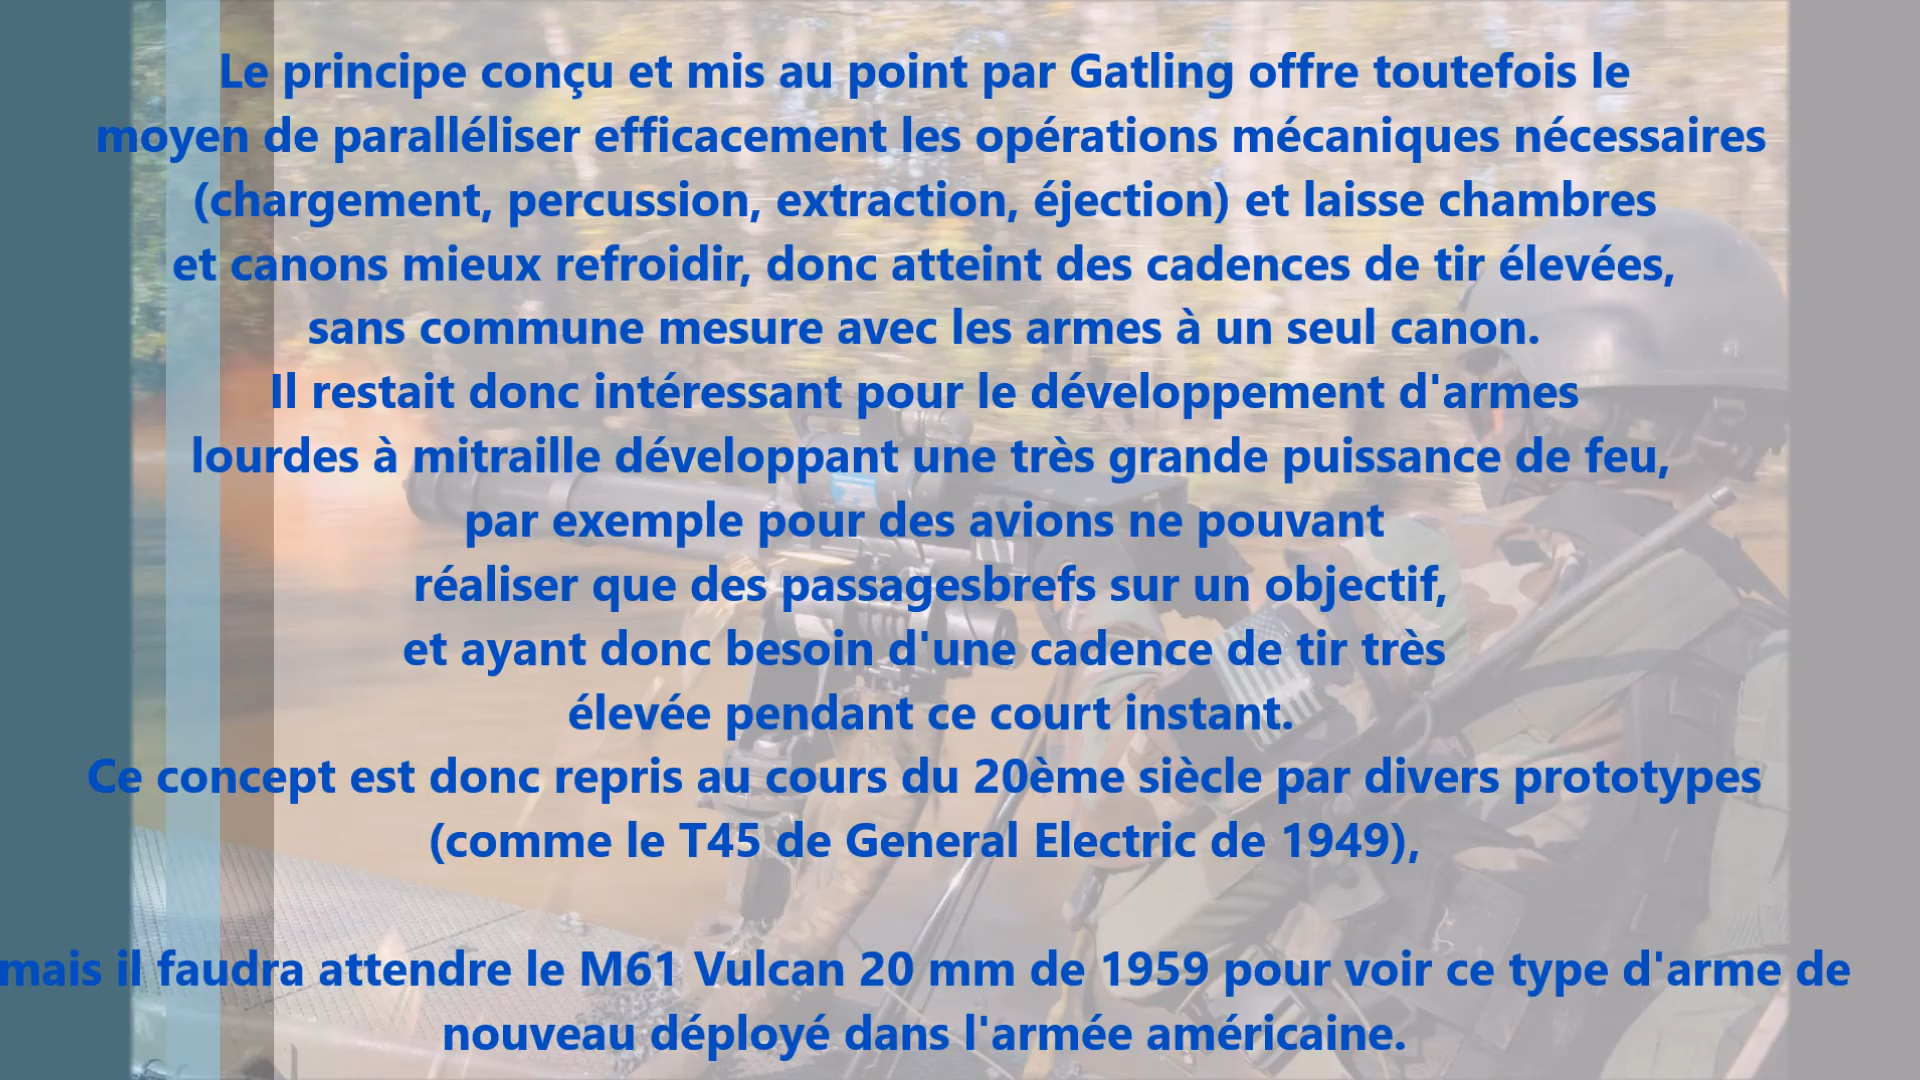 Le principe conçu et mis au point par Gatling offre toutefois le
moyen de paralléliser efficacement les opérations mécaniques nécessaires
(chargement, percussion, extraction, éjection) et laisse chambres
et canons mieux refroidir, donc atteint des cadences de tir élevées,
sans commune mesure avec les armes à un seul canon.
Il restait donc intéressant pour le développement d'armes
lourdes à mitraille développant une très grande puissance de feu,
par exemple pour des avions ne pouvant
réaliser que des passagesbrefs sur un objectif,
et ayant donc besoin d'une cadence de tir très
élevée pendant ce court instant.
Ce concept est donc repris au cours du 20ème siècle par divers prototypes
(comme le T45 de General Electric de 1949),
mais il faudra attendre le M61 Vulcan 20 mm de 1959 pour voir ce type d'arme de
nouveau déployé dans l'armée américaine.